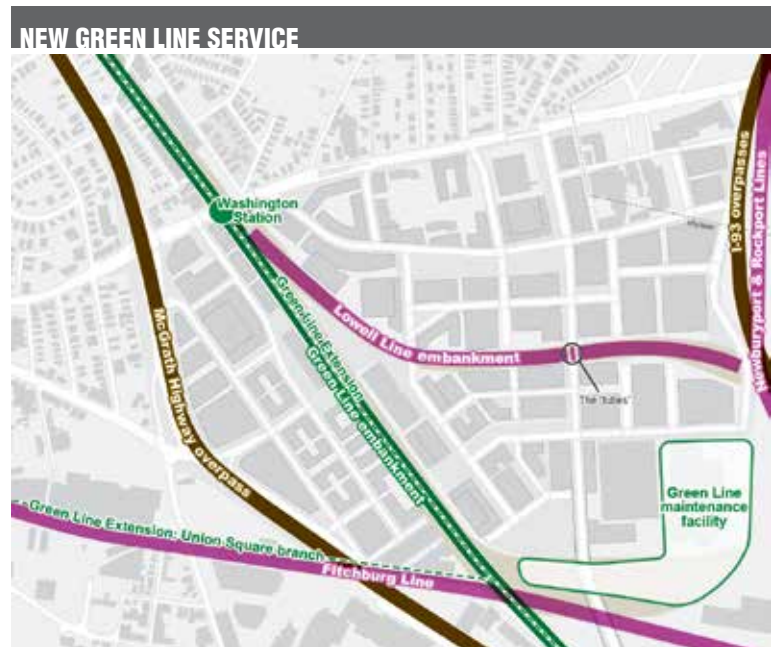 NEW GREEN LINE SERVICE
Washington
Station
I-93 overpasses
Newburyport & Rockport Lines
Green Line Extension
Green Line embankment
Lowell Line embankment
The "tubes"
McGrath Highway overpass
Green Line
maintenance
facility
Green Line Extension: Union Square branch
Fitchburg Line